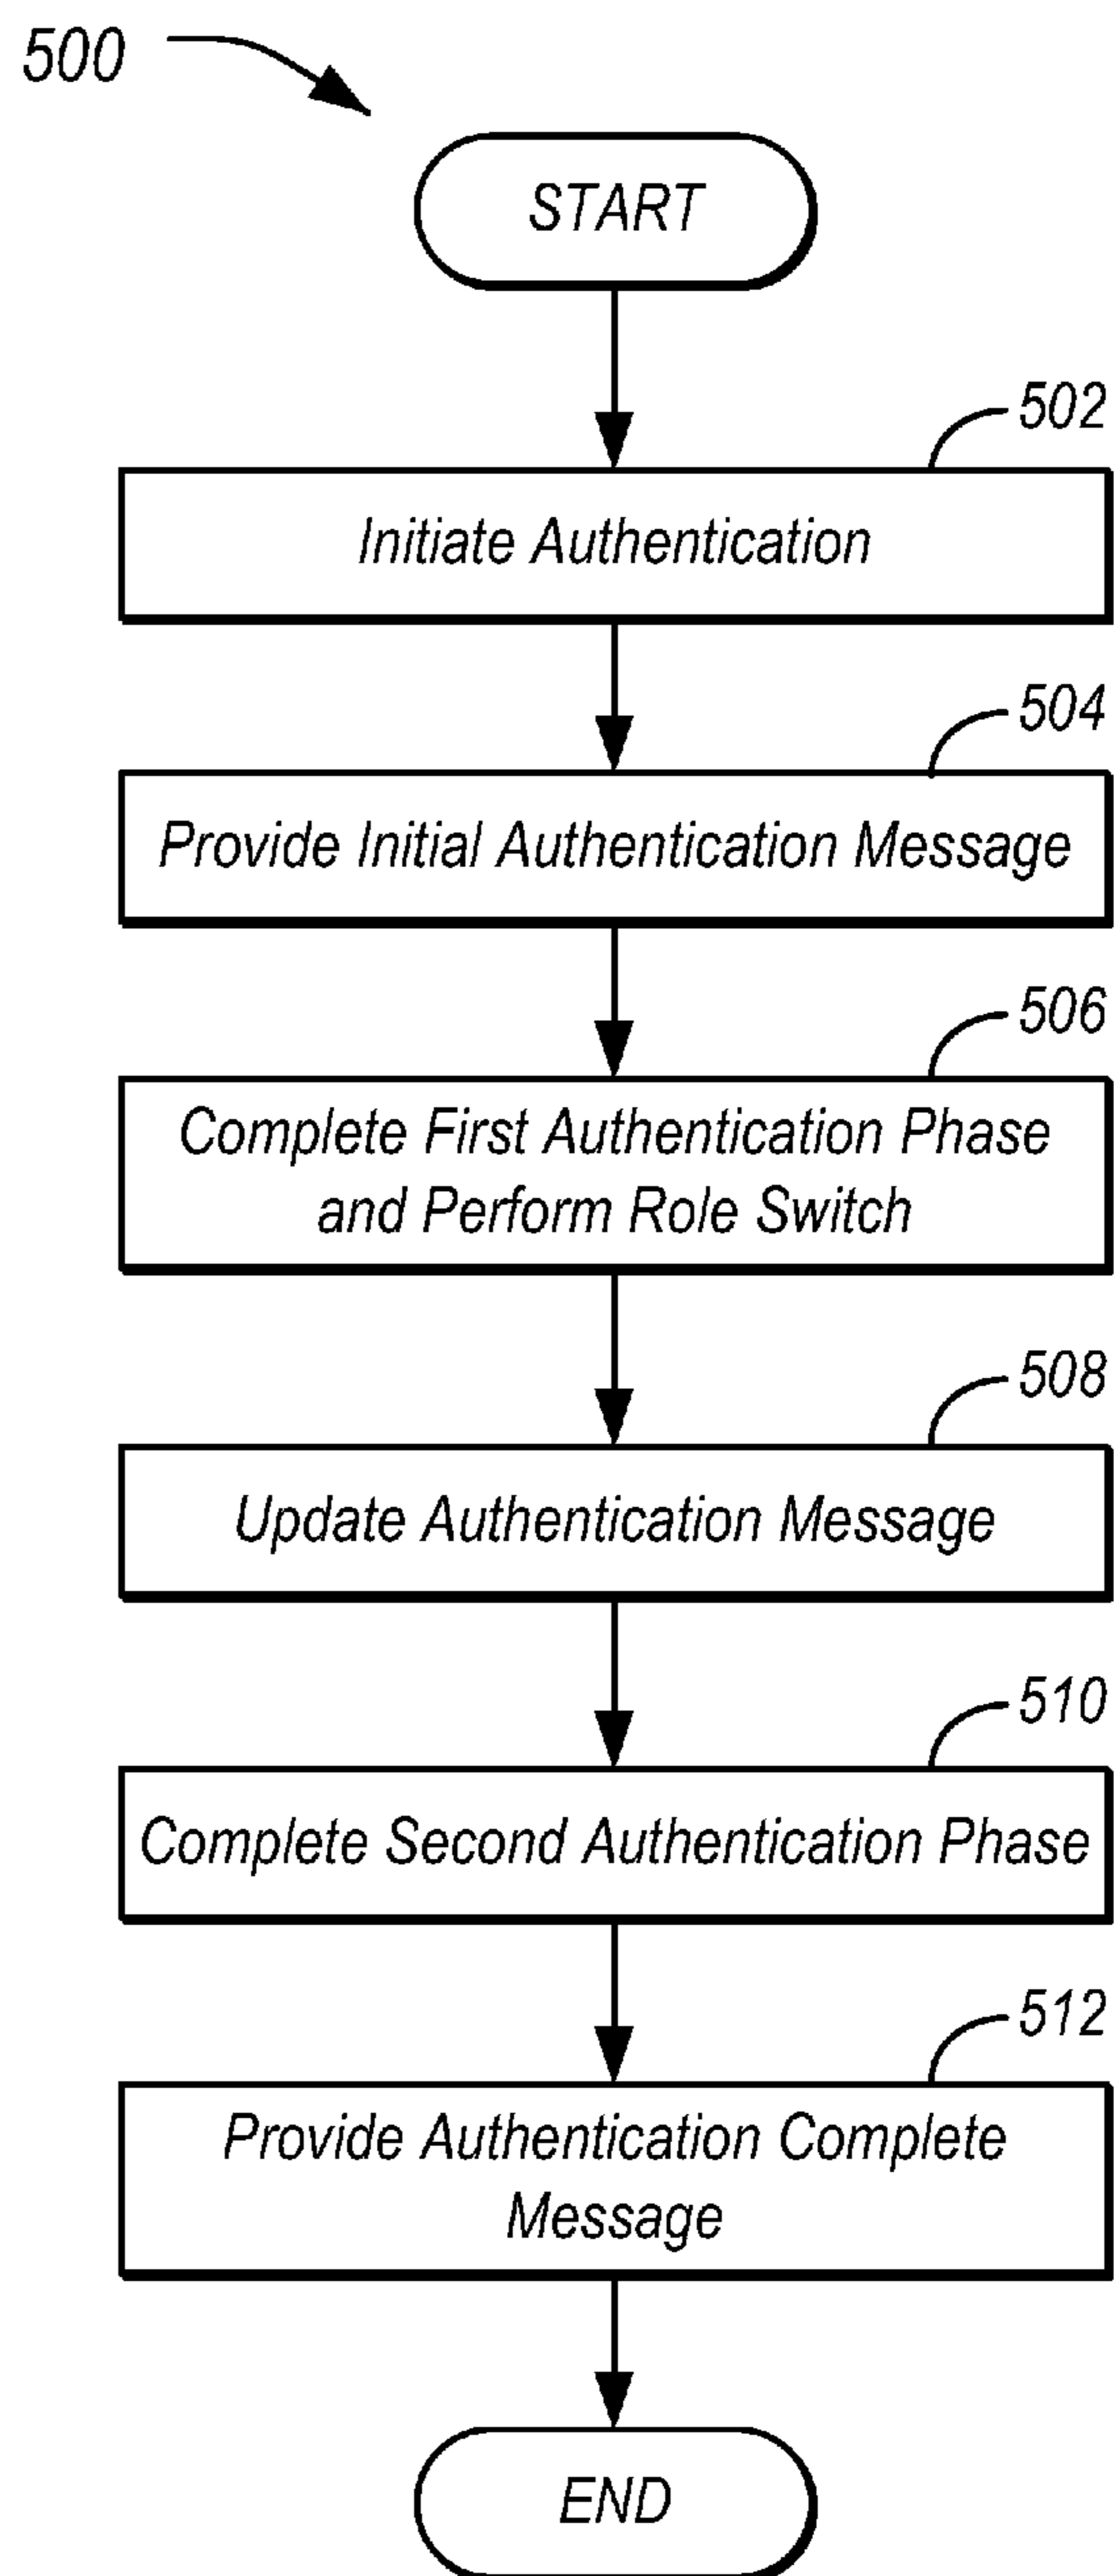 500
START
502
Initiate Authentication
504
Provide Initial Authentication Message
506
Complete First Authentication Phase
and Perform Role Switch
508
Update Authentication Message
510
Complete Second Authentication Phase
512
Provide Authentication Complete
Message
END